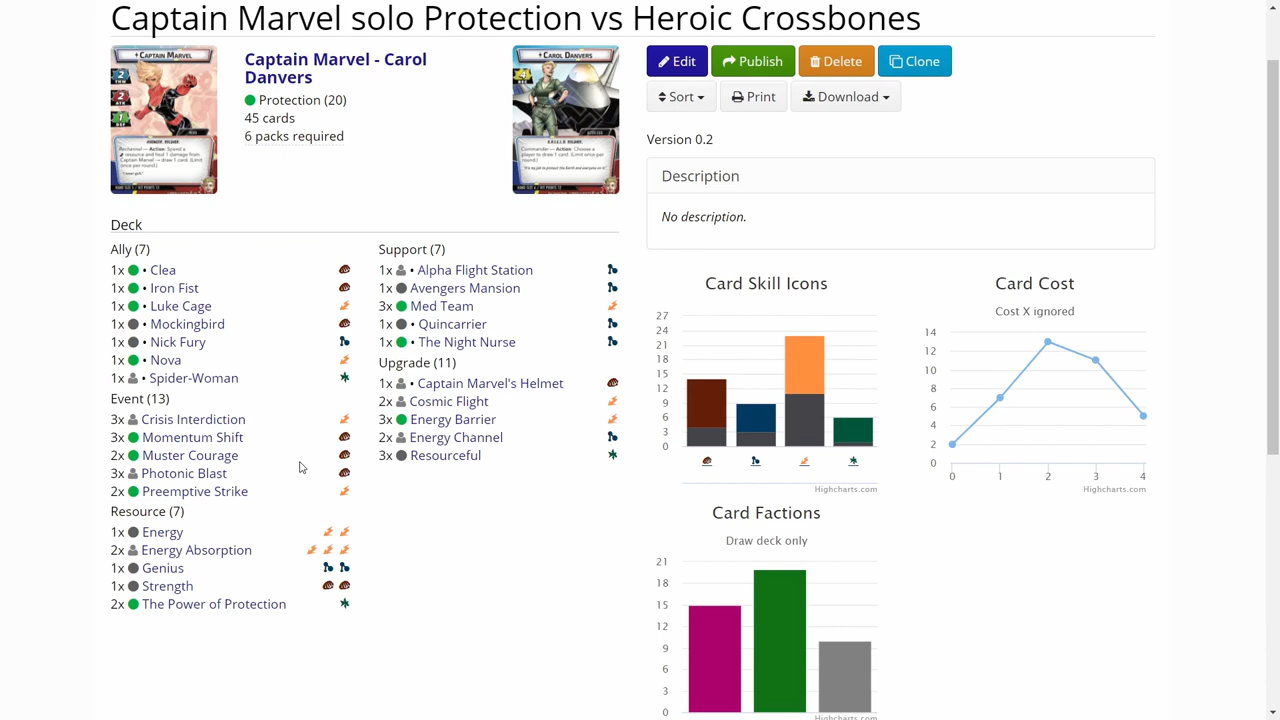 Captain Marvel solo Protection vs Heroic Crossbones
CAPTAIN MARVEL
Captain Marvel - Carol
Danvers
Protection (20)
45 cards
6 packs required
CAROL DANVERS
Edit
Publish
Delete
Clone
Sort
Print
Download
Version 0.2
Description
No description.
Deck
Ally (7)
1x • Clea
1x • Iron Fist
1x • Luke Cage
1x • Mockingbird
1x • Nick Fury
1x • Nova
1x • Spider-Woman
Event (13)
3x Crisis Interdiction
3x Momentum Shift
2x Muster Courage
3x Photonic Blast
2x Preemptive Strike
Resource (7)
1x Energy
2x Energy Absorption
1x Genius
1x Strength
2x The Power of Protection
Support (7)
1x • Alpha Flight Station
1x Avengers Mansion
3x Med Team
1x • Quincarrier
1x • The Night Nurse
Upgrade (11)
1x • Captain Marvel's Helmet
2x Cosmic Flight
3x Energy Barrier
2x Energy Channel
3x Resourceful
Card Skill Icons
27
24
21
18
15
12
9
6
3
0
Highcharts.com
Card Cost
Cost X ignored
14
12
10
8
6
4
2
0
0 1 2 3 4
Highcharts.com
Card Factions
Draw deck only
21
18
15
12
9
6
3
0
Highcharts.com